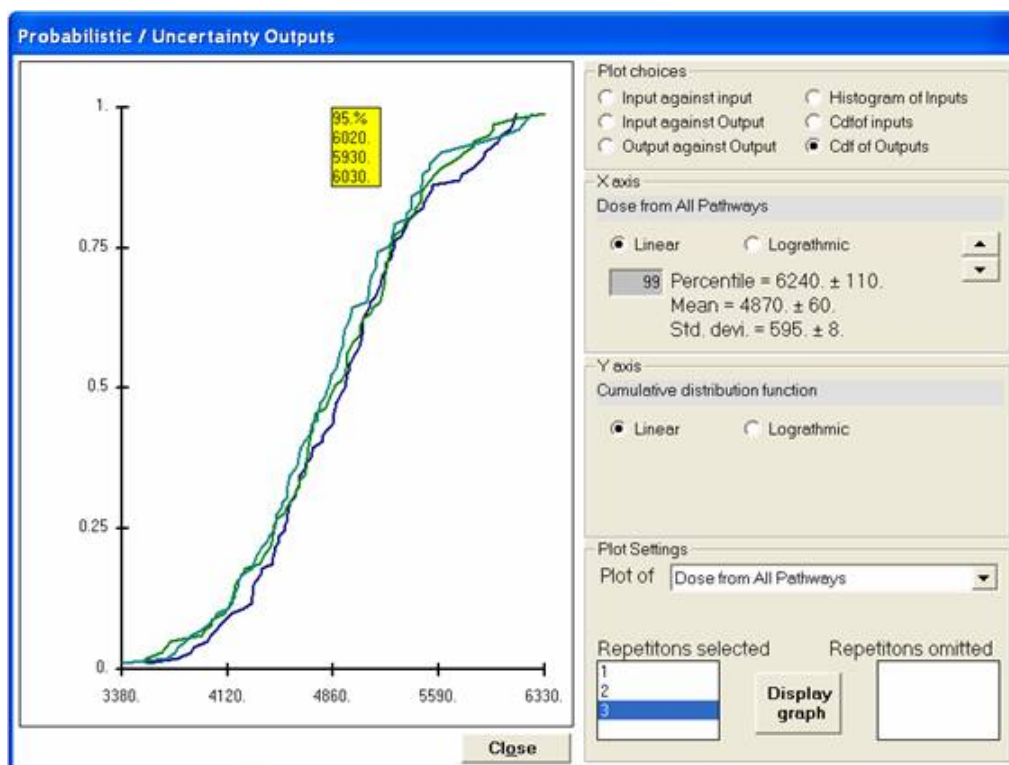 Probabilistic / Uncertainty Outputs
1.
0.75
0.5
0.25
0.
3380.
4120.
4860.
5590.
6330.
95.%
6020.
5930.
6030.
Close
Plot choices
Input against input
Histogram of Inputs
Input against Output
Cdfof inputs
Output against Output
Cdf of Outputs
X axis
Dose from All Pathways
Linear
Lograthmic
99 Percentile = 6240. ± 110.
Mean = 4870. ± 60.
Std. devi. = 595. ± 8.
Y axis
Cumulative distribution function
Linear
Lograthmic
Plot Settings
Plot of Dose from All Pathways
Repetitons selected
Repetitons omitted
1
2
3
Display
graph